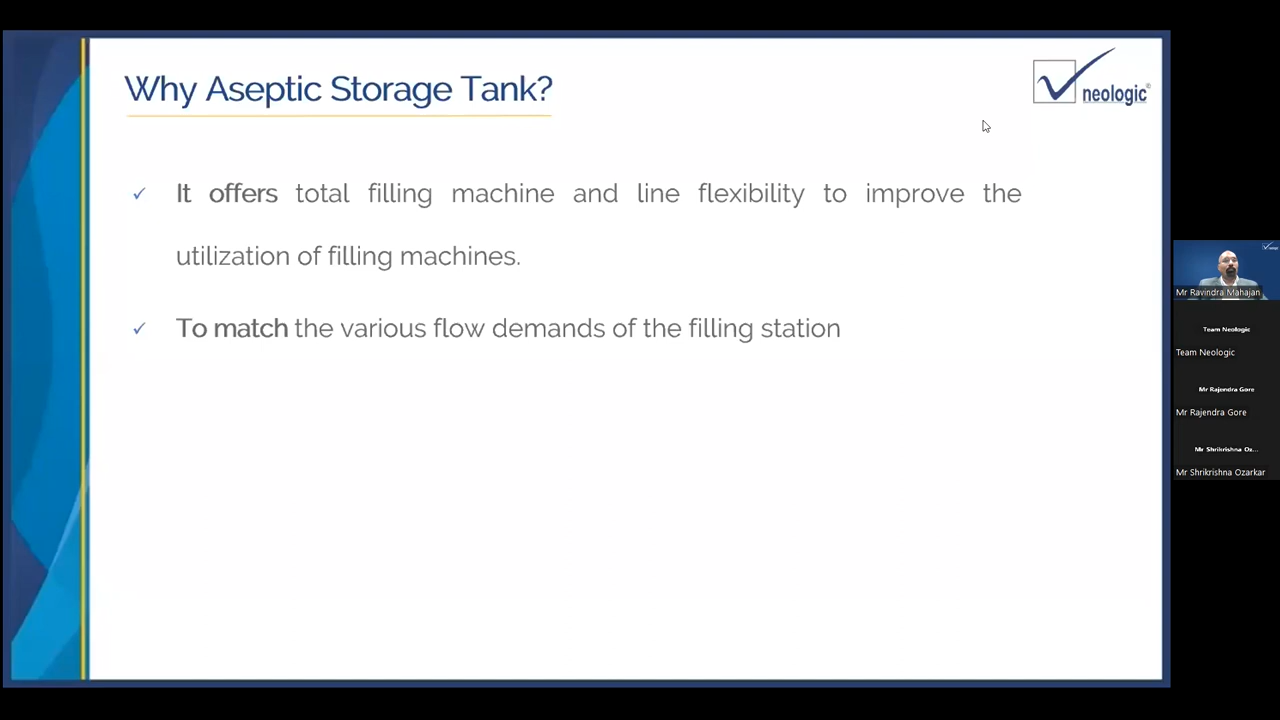 Why Aseptic Storage Tank?
neologic
It offers total filling machine and line flexibility to improve the
utilization of filling machines.
To match the various flow demands of the filling station
Mr Ravindra Mahajan
Team Neologic
Team Neologic
Mr Rajendra Gore
Mr Rajendra Gore
Mr Shrikrishna Oz...
Mr Shrikrishna Ozarkar